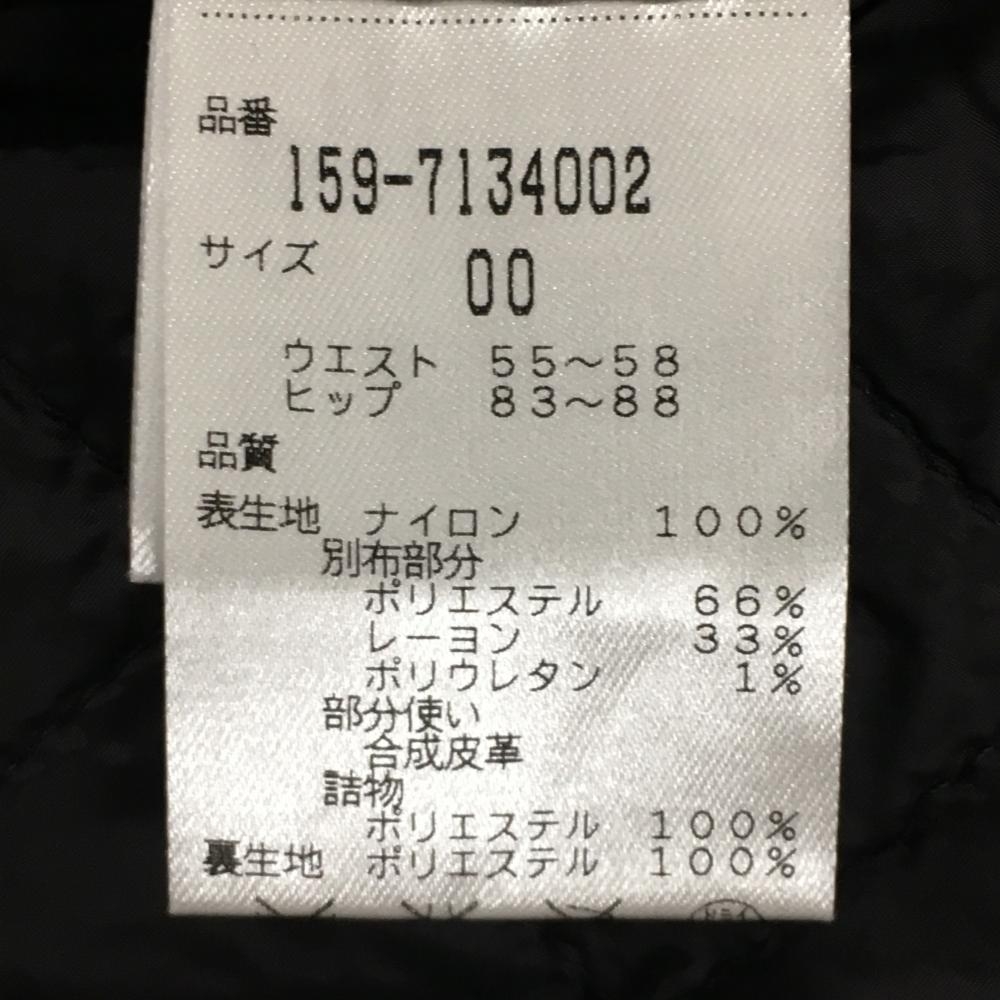 品番
159-7134002
サイズ
00
ウエスト 55～58
ヒップ 83～88
品質
表生地 ナイロン 100%
別布部分
ポリエステル 66%
レーヨン 33%
ポリウレタン 1%
部分使い
合成皮革
詰物
ポリエステル 100%
裏生地 ポリエステル 100%
ドライ